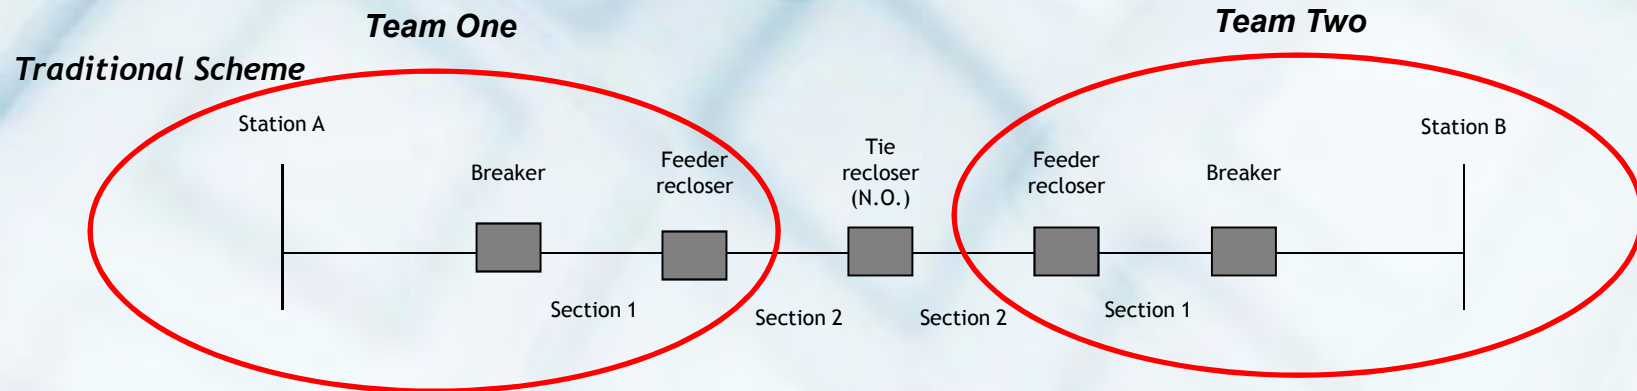 Team One
Team Two
Traditional Scheme
Station A
Station B
Breaker
Feeder
recloser
Tie
recloser
(N.O.)
Feeder
recloser
Breaker
Section 1
Section 2
Section 2
Section 1